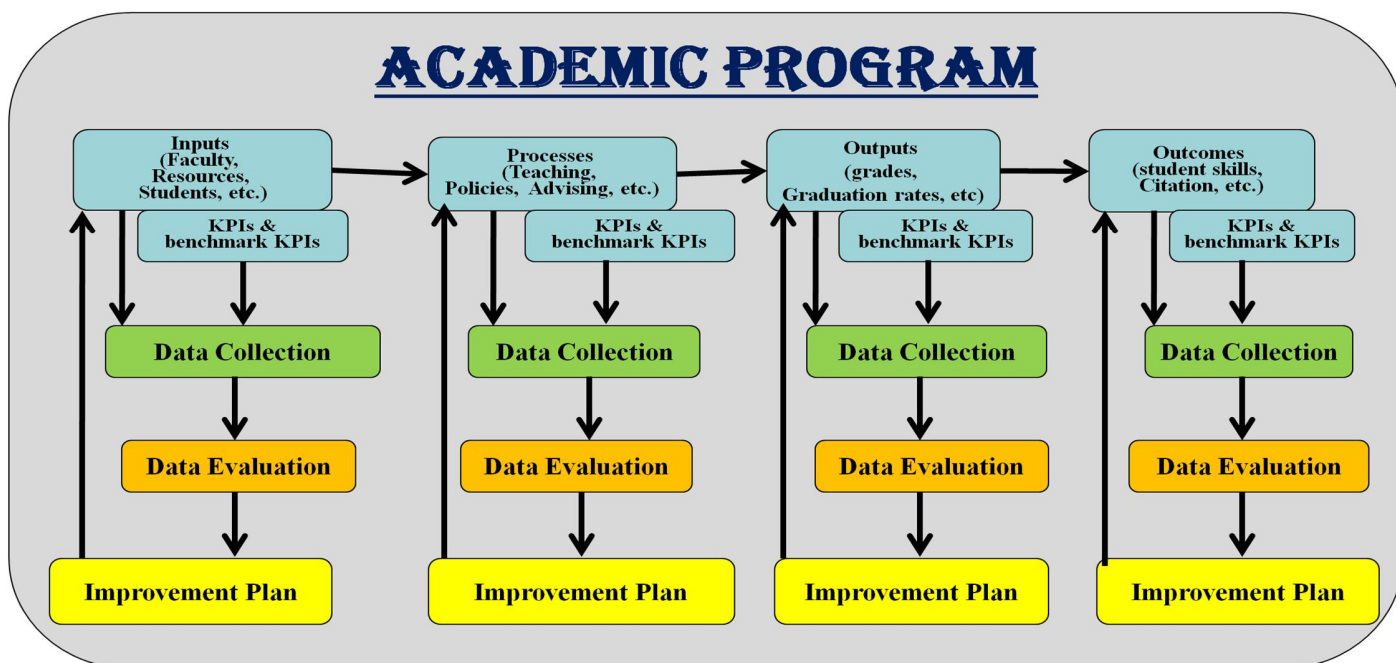 ACADEMIC PROGRAM
Inputs
(Faculty,
Resources,
Students, etc.)
KPIs &
benchmark KPIs
Data Collection
Data Evaluation
Improvement Plan
Processes
(Teaching,
Policies, Advising, etc.)
KPIs &
benchmark KPIs
Data Collection
Data Evaluation
Improvement Plan
Outputs
(grades,
Graduation rates, etc)
KPIs &
benchmark KPIs
Data Collection
Data Evaluation
Improvement Plan
Outcomes
(student skills,
Citation, etc.)
KPIs &
benchmark KPIs
Data Collection
Data Evaluation
Improvement Plan